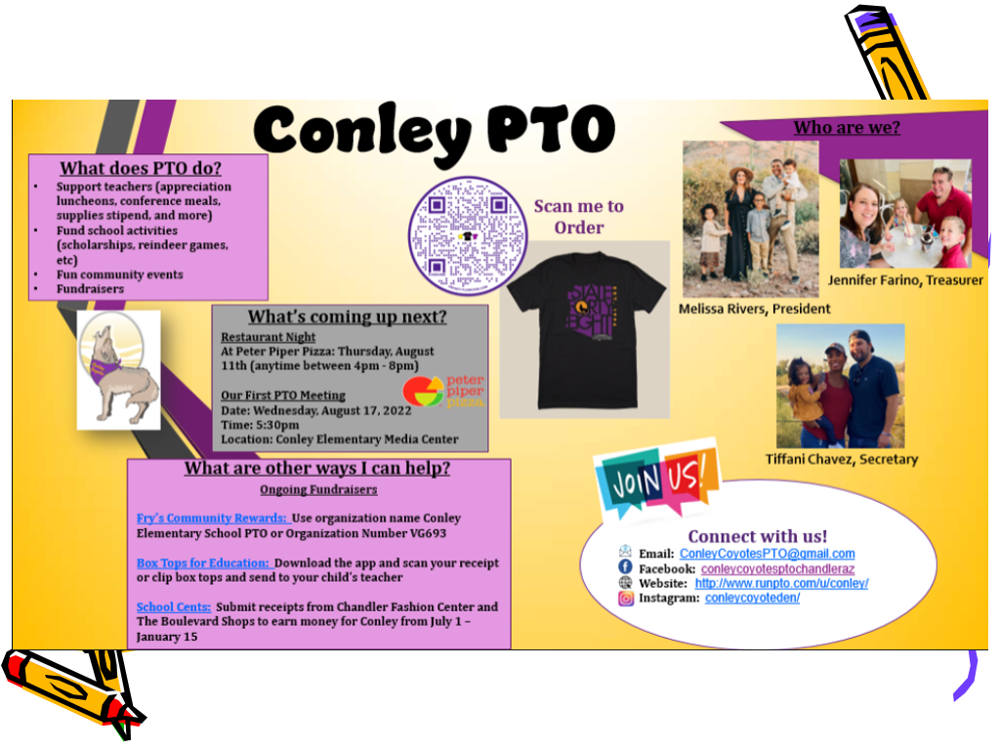 Conley PTO
Who are we?
What does PTO do?
• Support teachers (appreciation
luncheons, conference meals,
supplies stipend, and more)
• Fund school activities
(scholarships, reindeer games,
etc)
• Fun community events
• Fundraisers
Scan me to
Order
STATE
FORTY
EIGHT
Jennifer Farino, Treasurer
Melissa Rivers, President
What's coming up next?
Restaurant Night
At Peter Piper Pizza: Thursday, August
11th (anytime between 4pm - 8pm)
peter
piper
pizza
Our First PTO Meeting
Date: Wednesday, August 17, 2022
Time: 5:30pm
Location: Conley Elementary Media Center
Tiffani Chavez, Secretary
What are other ways I can help?
Ongoing Fundraisers
Fry's Community Rewards: Use organization name Conley
Elementary School PTO or Organization Number VG693
Box Tops for Education: Download the app and scan your receipt
or clip box tops and send to your child's teacher
School Cents: Submit receipts from Chandler Fashion Center and
The Boulevard Shops to earn money for Conley from July 1 –
January 15
JOIN US!
Connect with us!
Email: ConleyCoyotesPTO@gmail.com
Facebook: conleycoyotesptochandleraz
Website: http://www.runpto.com/u/conley/
Instagram: conleycoyoteden/